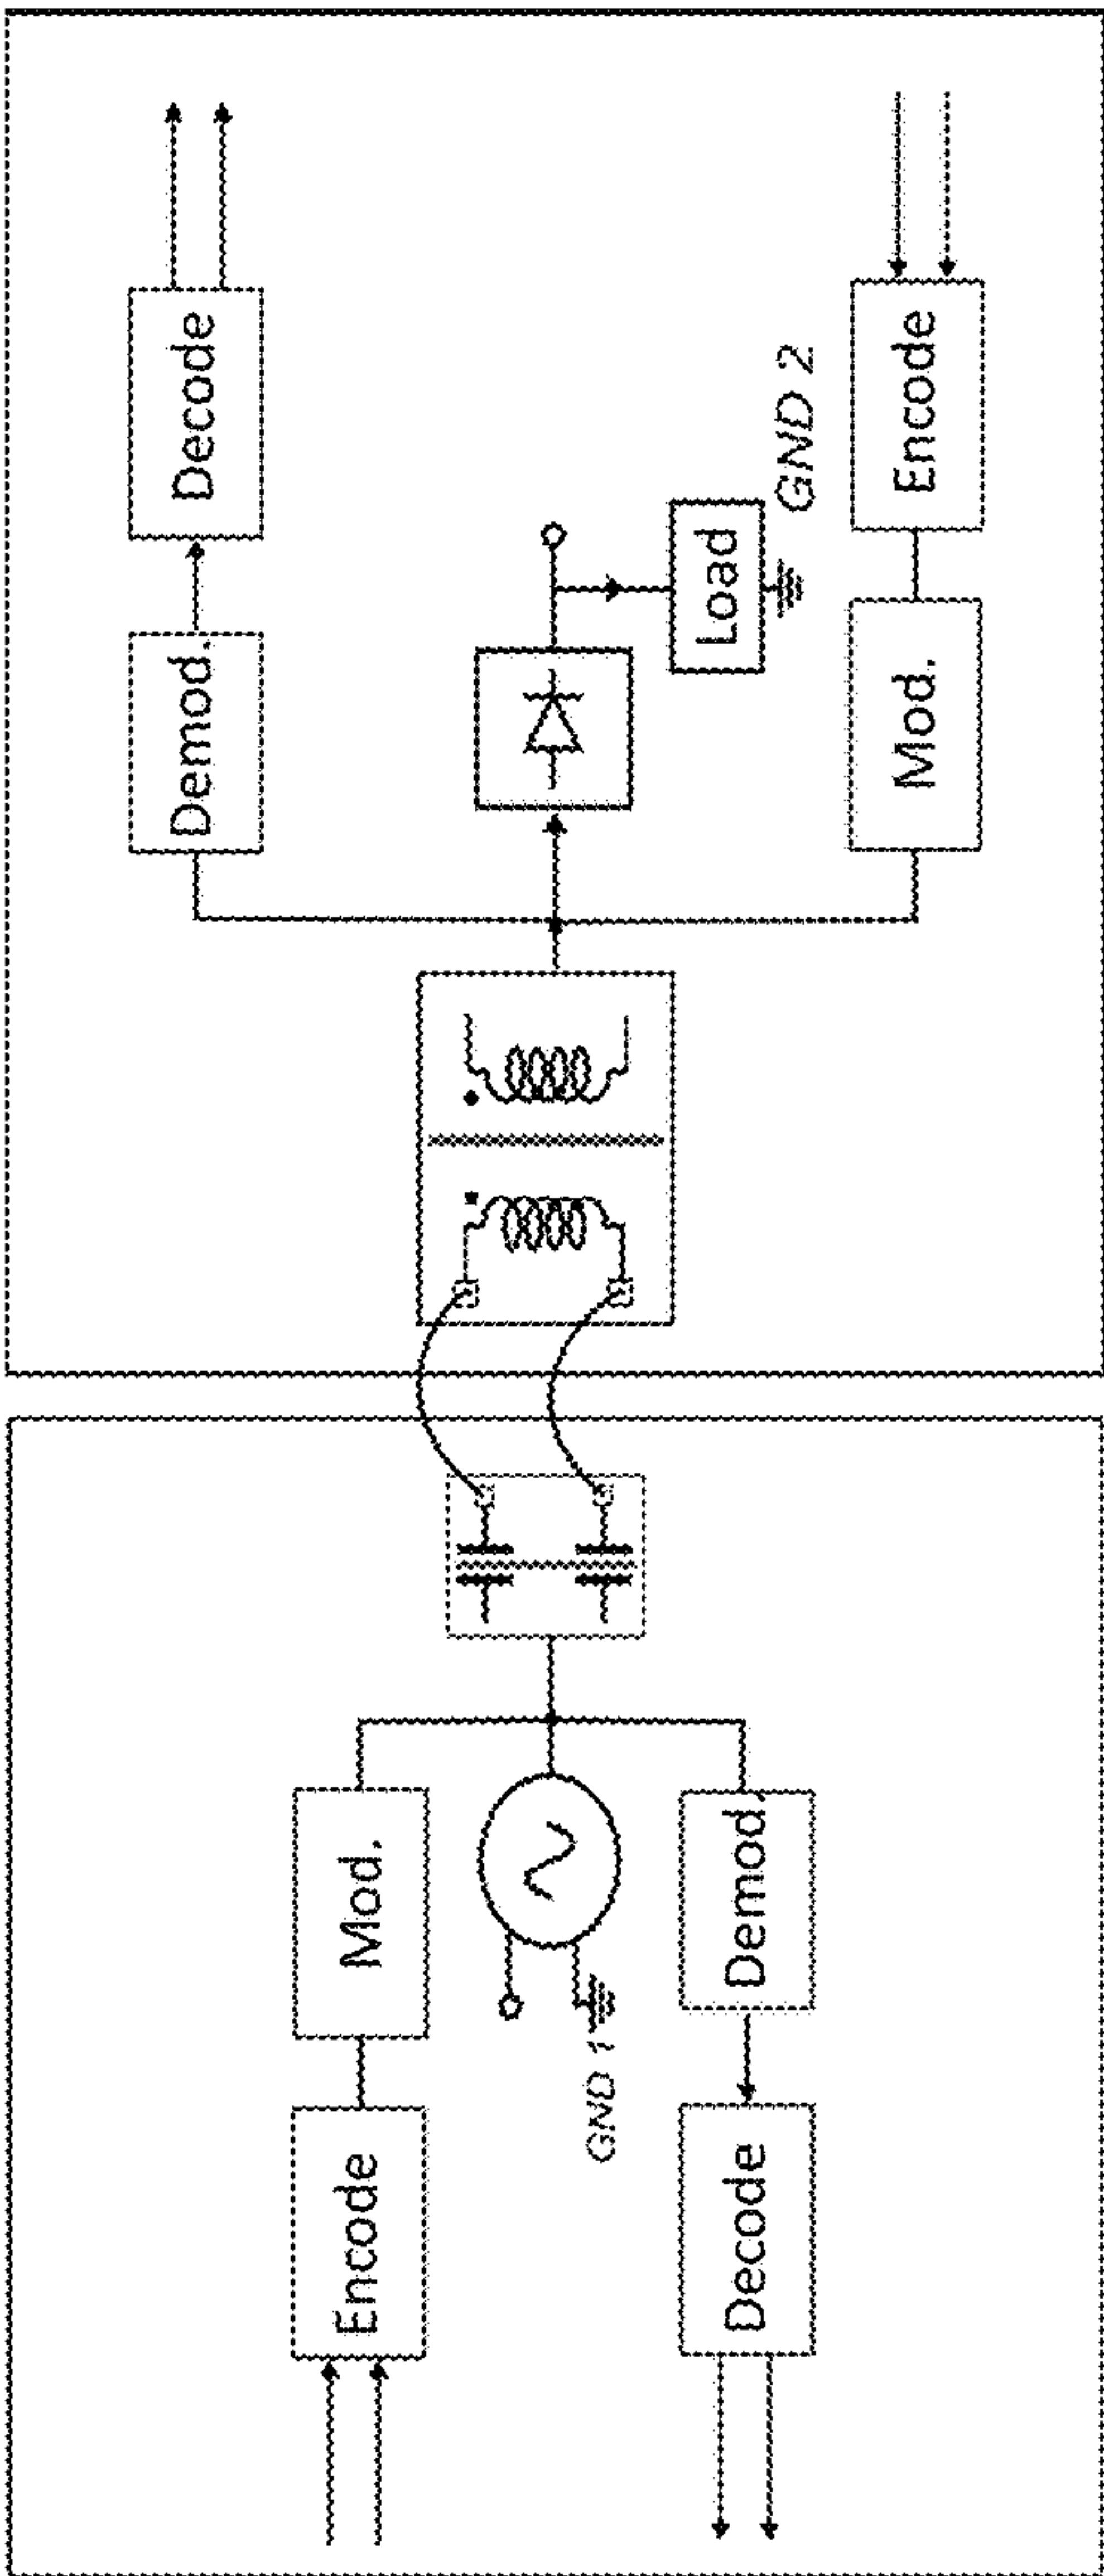 Encode
Mod.
Demod.
Decode
GND 1
Load
GND 2
Decode
Demod.
Mod.
Encode